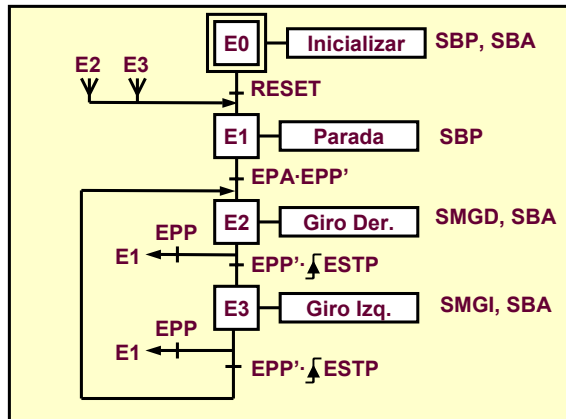 E0 Inicializar SBP, SBA
E2 E3
RESET
E1 Parada SBP
EPA·EPP’
E2 Giro Der. SMGD, SBA
EPP
E1
EPP’· ESTP
E3 Giro Izq. SMGI, SBA
EPP
E1
EPP’· ESTP